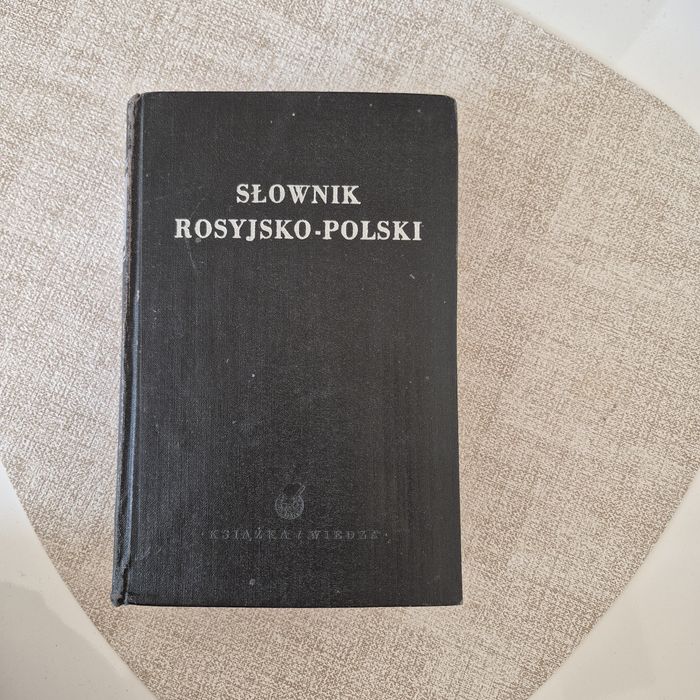 SŁOWNIK
ROSYJSKO-POLSKI
· KSIĄŻKA I WIEDZA ·